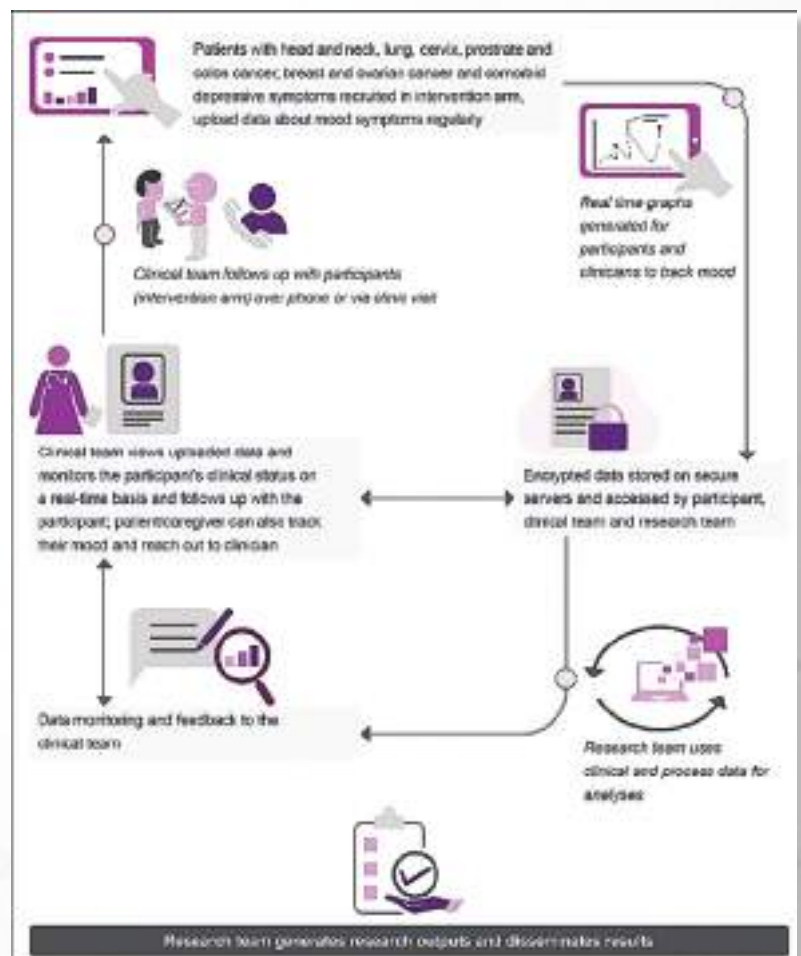 Patients with head and neck, lung, cervix, prostrate and
colon cancer, breast and ovarian cancer and comorbid
depressive symptoms recruited in intervention arm,
upload data about mood symptoms regularly
Real time graphs
generated for
participants and
clinicians to track mood
Clinical team follows up with participants
(intervention arm) over phone or via clinic visit
Clinical team views uploaded data and
monitors the participant's clinical status on
a real-time basis and follows up with the
participant; patient/caregiver can also track
their mood and reach out to clinician
Encrypted data stored on secure
servers and accessed by participant,
clinical team and research team
Data monitoring and feedback to the
clinical team
Research team uses
clinical and process data for
analyses
Research team generates research outputs and disseminates results